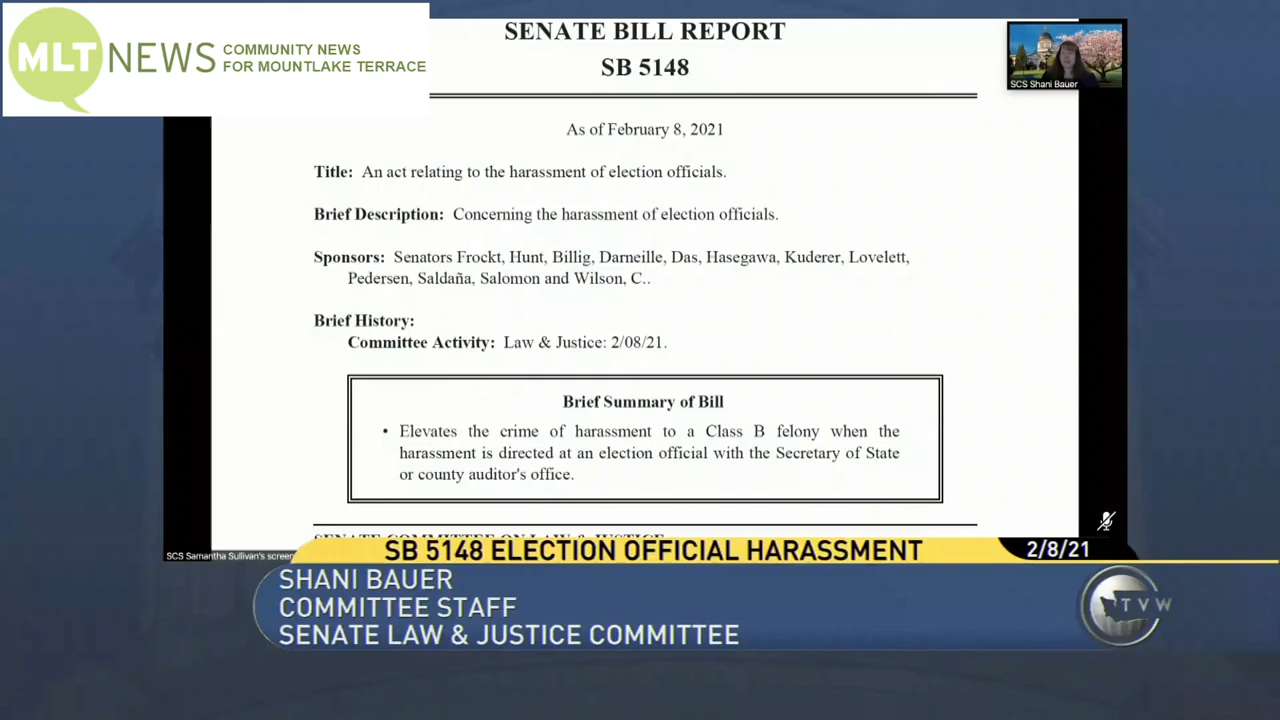 MLT NEWS
COMMUNITY NEWS
FOR MOUNTLAKE TERRACE
SENATE BILL REPORT
SB 5148
SCS Shani Bauer
As of February 8, 2021
Title: An act relating to the harassment of election officials.
Brief Description: Concerning the harassment of election officials.
Sponsors: Senators Frockt, Hunt, Billig, Darneille, Das, Hasegawa, Kuderer, Lovelett,
Pedersen, Saldaña, Salomon and Wilson, C..
Brief History:
Committee Activity: Law & Justice: 2/08/21.
Brief Summary of Bill
• Elevates the crime of harassment to a Class B felony when the
harassment is directed at an election official with the Secretary of State
or county auditor's office.
SENATE COMMITTEE ON LAW & JUSTICE
SCS Samantha Sullivan's screen
SB 5148 ELECTION OFFICIAL HARASSMENT
2/8/21
SHANI BAUER
COMMITTEE STAFF
SENATE LAW & JUSTICE COMMITTEE
TVW